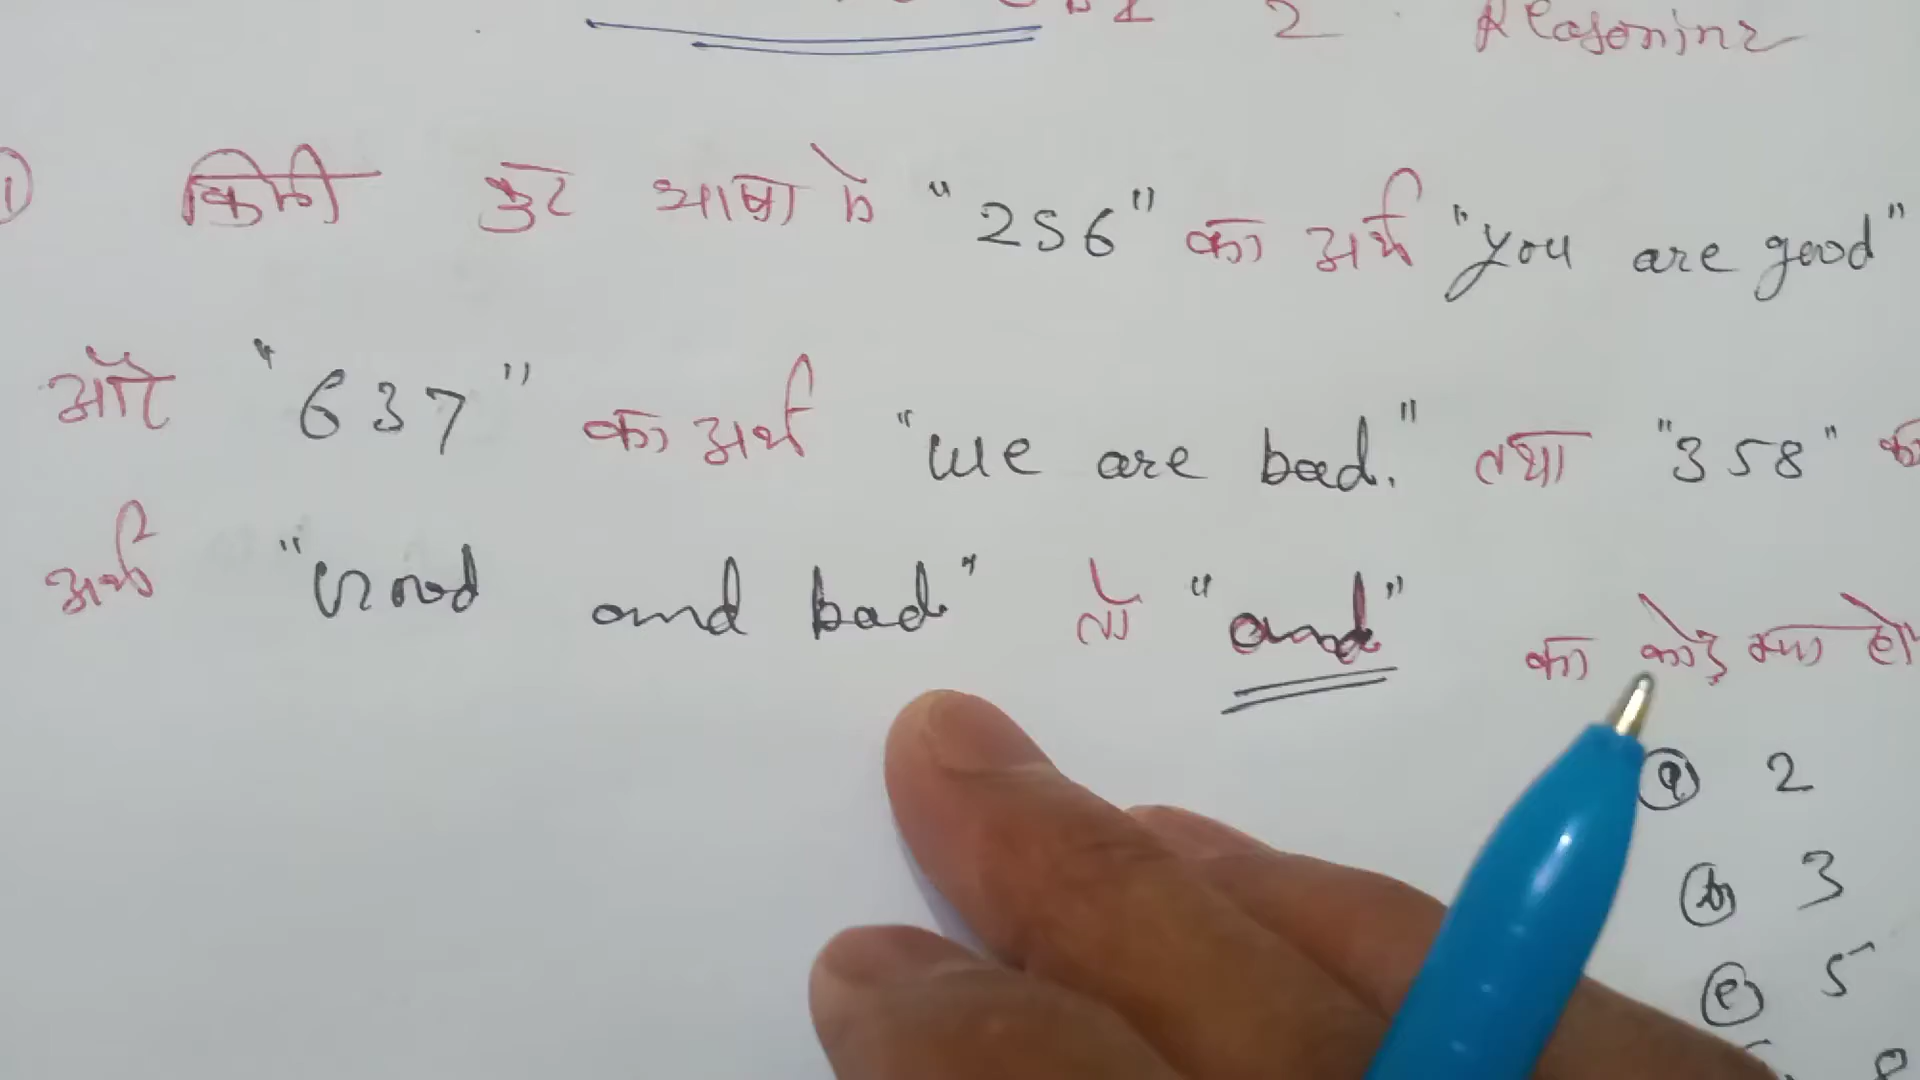 2 Reasoning
① किसी कुट भाषा में "256" का अर्थ "you are good"
और "637" का अर्थ "we are bad." तथा "358" का
अर्थ "Good and bad" तो "and" का कोड क्या हो
ⓐ 2
ⓑ 3
ⓒ 5
8